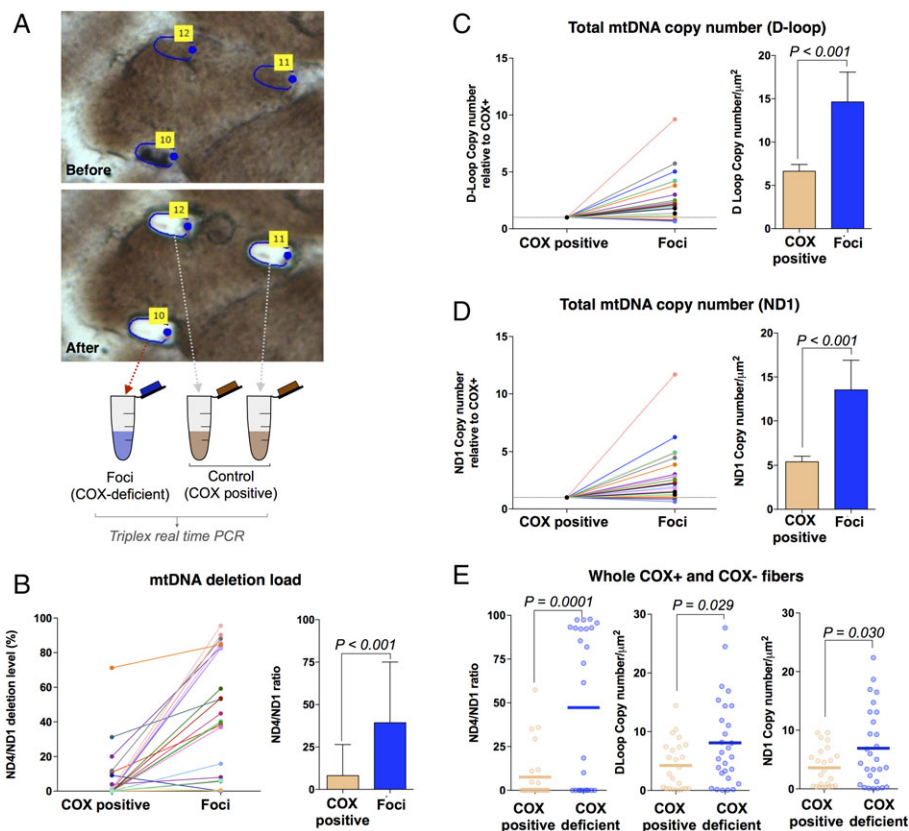 A
12
11
10
Before
12
11
10
After
Foci
(COX-deficient)
Control
(COX positive)
Triplex real time PCR
B
mtDNA deletion load
ND4/ND1 deletion level (%)
100
80
60
40
20
0
COX positive
Foci
ND4/ND1 ratio
100
75
50
25
0
P < 0.001
COX
positive
Foci
C
Total mtDNA copy number (D-loop)
D-Loop Copy number
relative to COX+
15
10
5
0
COX positive
Foci
D Loop Copy number/µm2
20
15
10
5
0
P < 0.001
COX
positive
Foci
D
Total mtDNA copy number (ND1)
ND1 Copy number
relative to COX+
15
10
5
0
COX positive
Foci
ND1 Copy number/µm2
20
15
10
5
0
P < 0.001
COX
positive
Foci
E
Whole COX+ and COX- fibers
ND4/ND1 ratio
100
80
60
40
20
0
P = 0.0001
COX
positive
COX
deficient
DLoop Copy number/µm2
30
20
10
0
P = 0.029
COX
positive
COX
deficient
ND1 Copy number/µm2
30
20
10
0
P = 0.030
COX
positive
COX
deficient